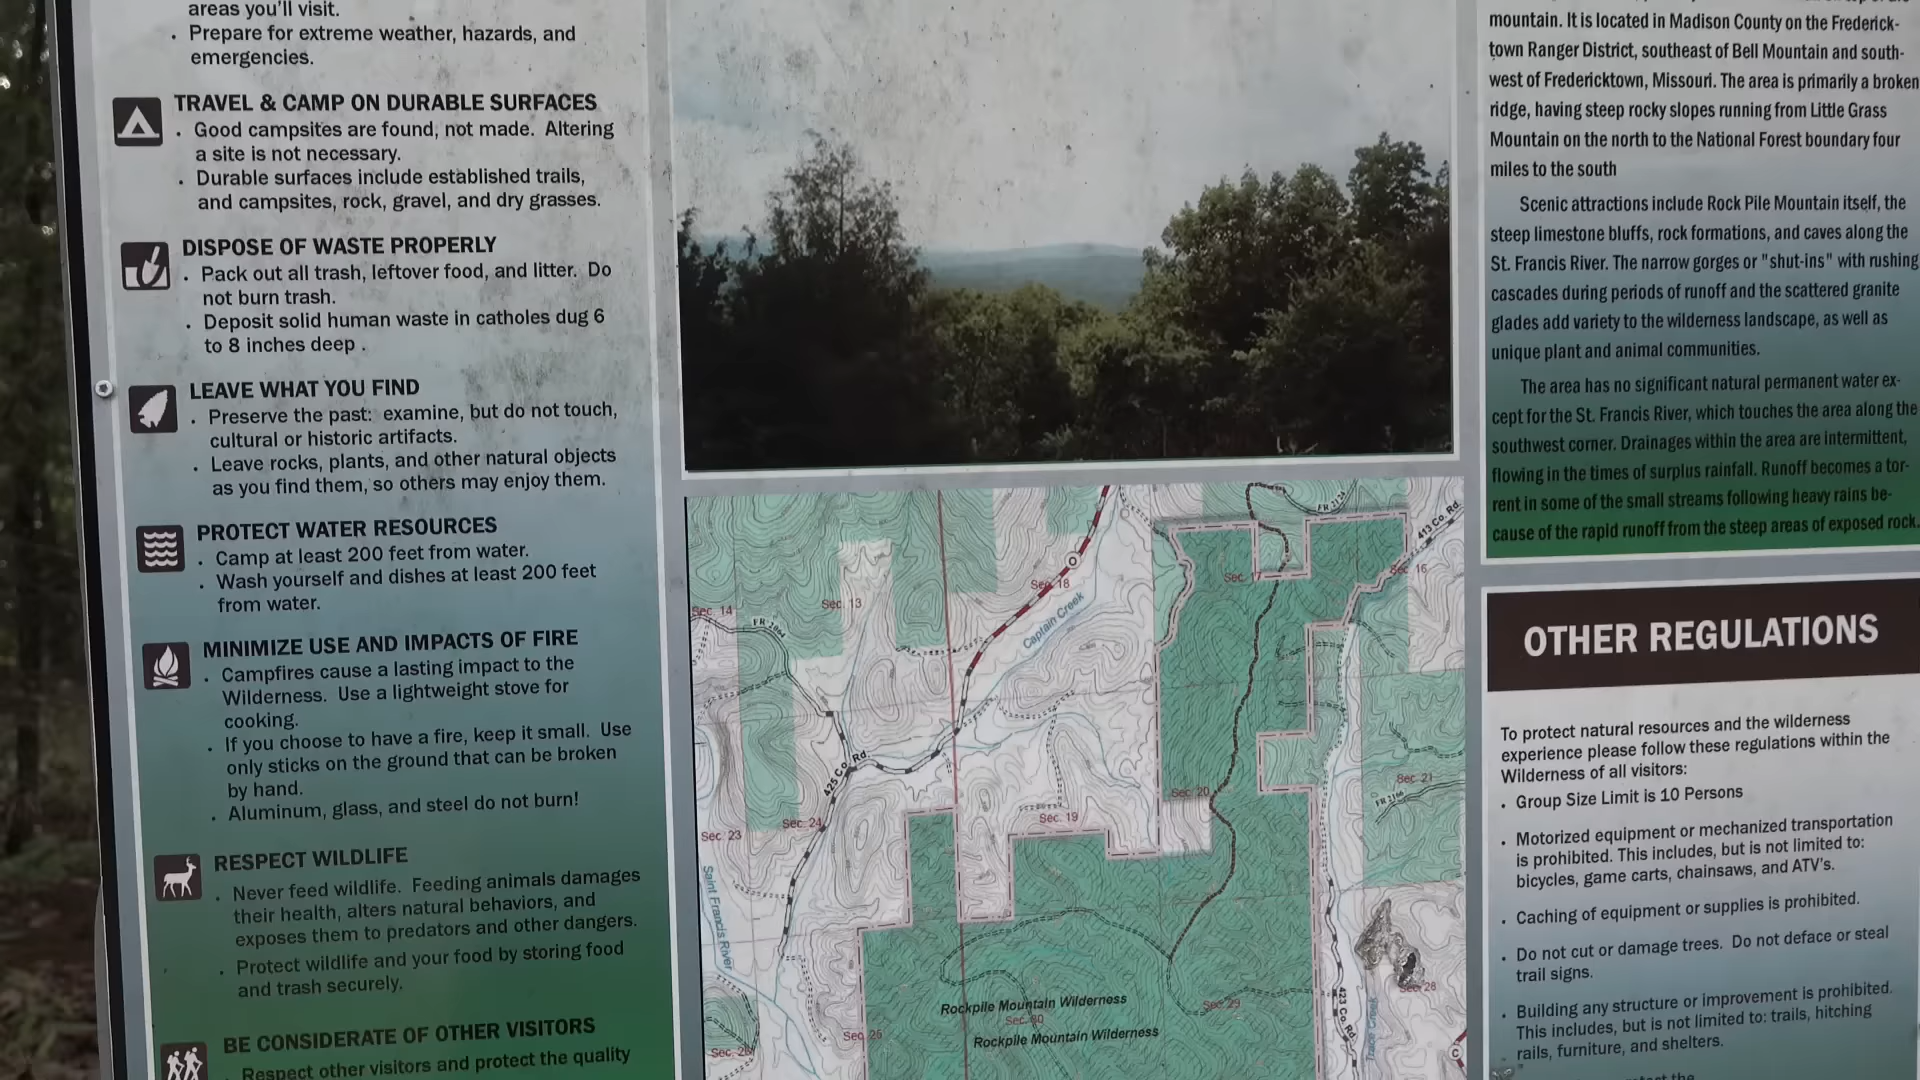 areas you'll visit.
. Prepare for extreme weather, hazards, and
emergencies.
TRAVEL & CAMP ON DURABLE SURFACES
. Good campsites are found, not made. Altering
a site is not necessary.
. Durable surfaces include established trails,
and campsites, rock, gravel, and dry grasses.
DISPOSE OF WASTE PROPERLY
. Pack out all trash, leftover food, and litter. Do
not burn trash.
. Deposit solid human waste in catholes dug 6
to 8 inches deep .
LEAVE WHAT YOU FIND
. Preserve the past: examine, but do not touch,
cultural or historic artifacts.
. Leave rocks, plants, and other natural objects
as you find them, so others may enjoy them.
PROTECT WATER RESOURCES
. Camp at least 200 feet from water.
. Wash yourself and dishes at least 200 feet
from water.
MINIMIZE USE AND IMPACTS OF FIRE
. Campfires cause a lasting impact to the
Wilderness. Use a lightweight stove for
cooking.
. If you choose to have a fire, keep it small. Use
only sticks on the ground that can be broken
by hand.
. Aluminum, glass, and steel do not burn!
RESPECT WILDLIFE
. Never feed wildlife. Feeding animals damages
their health, alters natural behaviors, and
exposes them to predators and other dangers.
. Protect wildlife and your food by storing food
and trash securely.
BE CONSIDERATE OF OTHER VISITORS
. Respect other visitors and protect the quality
FR 2124
413 Co. Rd.
O
Sec. 18
Sec. 17
Sec. 16
Sec. 14
Sec. 13
FR 2064
Captain Creek
425 Co. Rd.
Sec. 20
Sec. 21
FR 2166
Sec. 19
Sec. 24
Sec. 23
Saint Francis River
Rockpile Mountain Wilderness
Sec. 29
Sec. 28
Sec. 30
Rockpile Mountain Wilderness
423 Co. Rd.
Trace Creek
C
mountain. It is located in Madison County on the Frederick-
town Ranger District, southeast of Bell Mountain and south-
west of Fredericktown, Missouri. The area is primarily a broken
ridge, having steep rocky slopes running from Little Grass
Mountain on the north to the National Forest boundary four
miles to the south
Scenic attractions include Rock Pile Mountain itself, the
steep limestone bluffs, rock formations, and caves along the
St. Francis River. The narrow gorges or "shut-ins" with rushing
cascades during periods of runoff and the scattered granite
glades add variety to the wilderness landscape, as well as
unique plant and animal communities.
The area has no significant natural permanent water ex-
cept for the St. Francis River, which touches the area along the
southwest corner. Drainages within the area are intermittent,
flowing in the times of surplus rainfall. Runoff becomes a tor-
rent in some of the small streams following heavy rains be-
cause of the rapid runoff from the steep areas of exposed rock.
OTHER REGULATIONS
To protect natural resources and the wilderness
experience please follow these regulations within the
Wilderness of all visitors:
. Group Size Limit is 10 Persons
. Motorized equipment or mechanized transportation
is prohibited. This includes, but is not limited to:
bicycles, game carts, chainsaws, and ATV's.
. Caching of equipment or supplies is prohibited.
. Do not cut or damage trees. Do not deface or steal
trail signs.
. Building any structure or improvement is prohibited.
This includes, but is not limited to: trails, hitching
rails, furniture, and shelters.